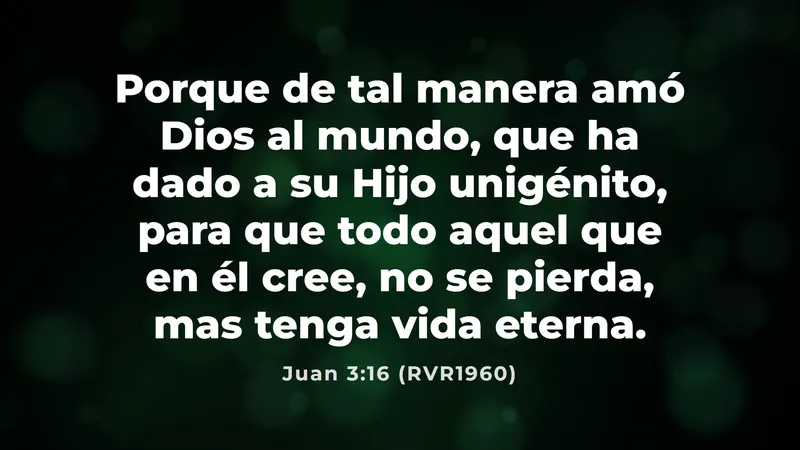 Porque de tal manera amó
Dios al mundo, que ha
dado a su Hijo unigénito,
para que todo aquel que
en él cree, no se pierda,
mas tenga vida eterna.
Juan 3:16 (RVR1960)